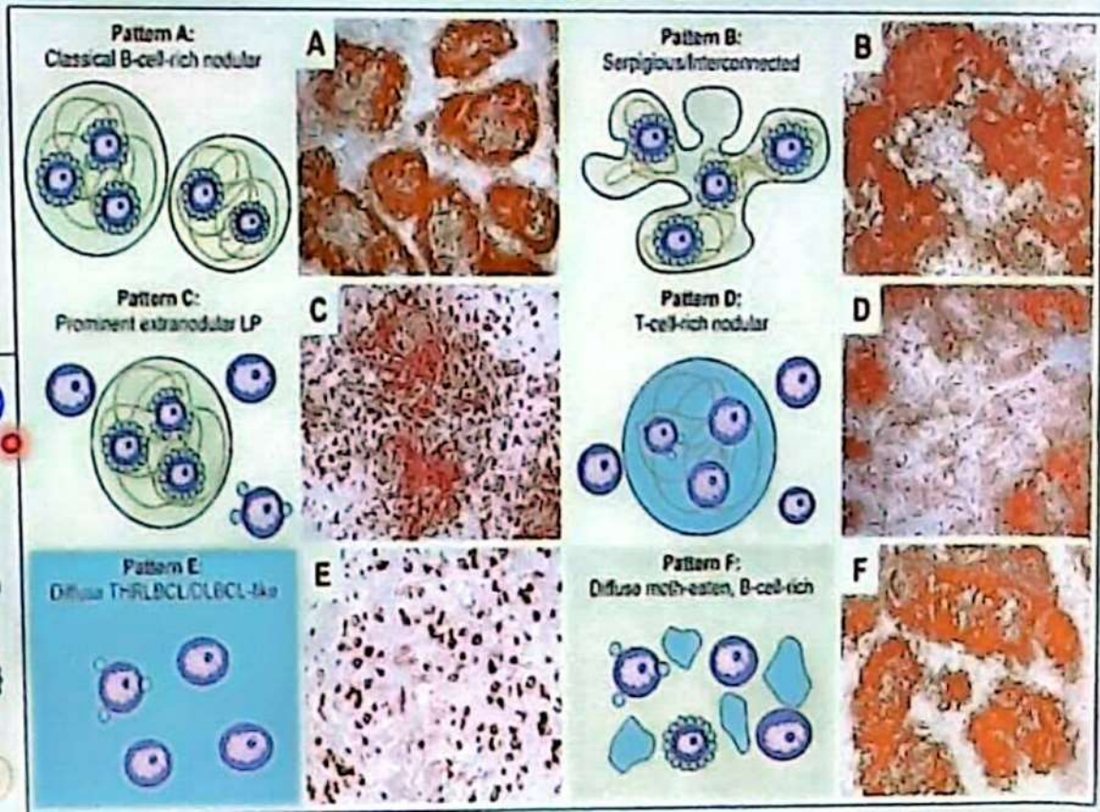 Pattern A:
Classical B-cell-rich nodular
A
Pattern B:
Serpigious/Interconnected
B
Pattern C:
Prominent extranodular LP
C
Pattern D:
T-cell-rich nodular
D
Pattern E:
Diffuse THRLBCL/DLBCL-like
E
Pattern F:
Diffuse moth-eaten, B-cell-rich
F